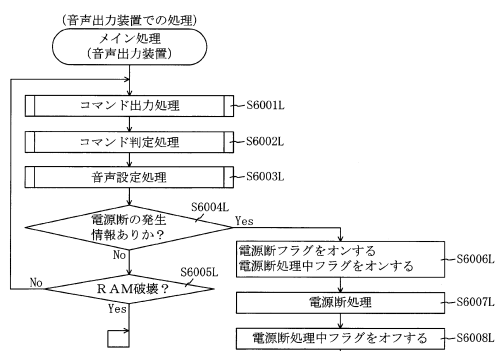 (音声出力装置での処理)
メイン処理
(音声出力装置)
コマンド出力処理
S6001L
コマンド判定処理
S6002L
音声設定処理
S6003L
電源断の発生
情報ありか?
S6004L
Yes
No
電源断フラグをオンする
電源断処理中フラグをオンする
S6006L
RAM破壊?
S6005L
No
Yes
電源断処理
S6007L
電源断処理中フラグをオフする
S6008L